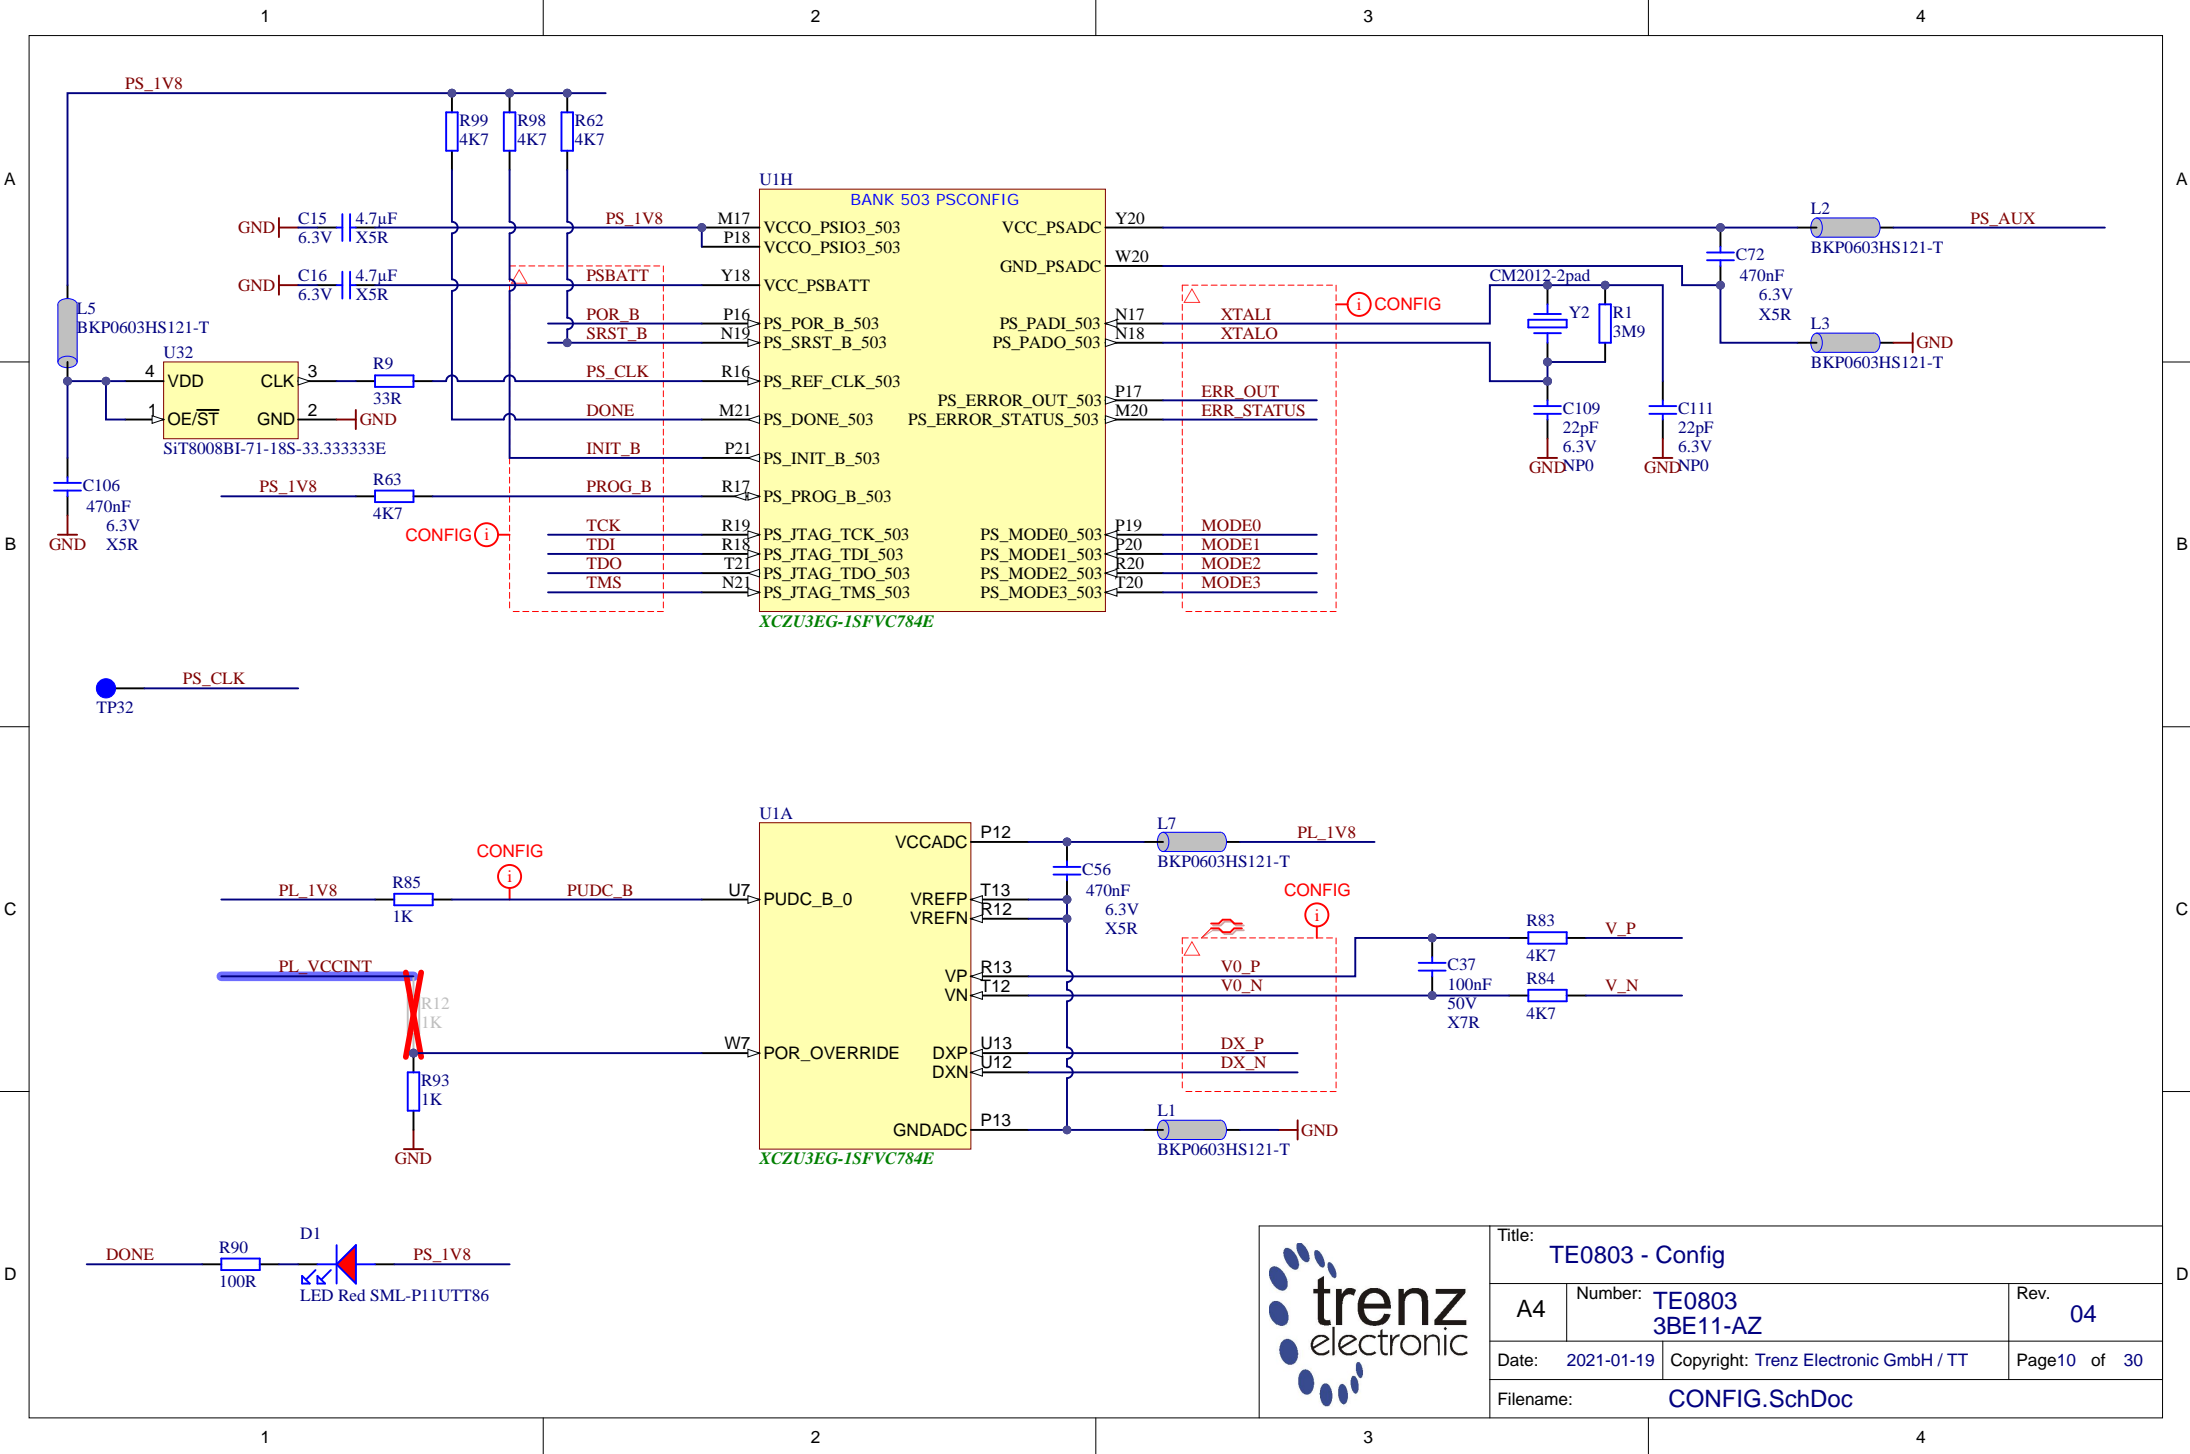 1 2 3 4
A A
B B
C C
D D
PS_1V8
R99
4K7
R98
4K7
R62
4K7
U1H
BANK 503 PSCONFIG
GND
C15
6.3V
4.7µF
X5R
PS_1V8
M17
P18
VCCO_PSIO3_503
VCCO_PSIO3_503
VCC_PSADC
Y20
L2
BKP0603HS121-T
PS_AUX
GND
C16
6.3V
4.7µF
X5R
PSBATT
Y18
VCC_PSBATT
GND_PSADC
W20
C72
470nF
6.3V
X5R
L3
BKP0603HS121-T
GND
CM2012-2pad
CONFIG
L5
BKP0603HS121-T
POR_B
P16
PS_POR_B_503
SRST_B
N19
PS_SRST_B_503
PS_PADI_503
N17
XTALI
PS_PADO_503
N18
XTALO
Y2
R1
3M9
U32
4
VDD
CLK
3
1
OE/ST
GND
2
GND
SiT8008BI-71-18S-33.333333E
R9
33R
PS_CLK
R16
PS_REF_CLK_503
DONE
M21
PS_DONE_503
PS_ERROR_OUT_503
P17
ERR_OUT
PS_ERROR_STATUS_503
M20
ERR_STATUS
C109
22pF
6.3V
NP0
GND
C111
22pF
6.3V
NP0
GND
INIT_B
P21
PS_INIT_B_503
C106
470nF
6.3V
X5R
GND
PS_1V8
R63
4K7
PROG_B
R17
PS_PROG_B_503
CONFIG
TCK
R19
PS_JTAG_TCK_503
TDI
R18
PS_JTAG_TDI_503
TDO
T21
PS_JTAG_TDO_503
TMS
N21
PS_JTAG_TMS_503
PS_MODE0_503
P19
MODE0
PS_MODE1_503
P20
MODE1
PS_MODE2_503
R20
MODE2
PS_MODE3_503
T20
MODE3
XCZU3EG-1SFVC784E
PS_CLK
TP32
U1A
VCCADC
P12
L7
BKP0603HS121-T
PL_1V8
C56
470nF
6.3V
X5R
CONFIG
PL_1V8
R85
1K
PUDC_B
U7
PUDC_B_0
VREFP
T13
VREFN
R12
CONFIG
PL_VCCINT
R12
1K
VP
R13
V0_P
VN
T12
V0_N
C37
100nF
50V
X7R
R83
4K7
V_P
R84
4K7
V_N
W7
POR_OVERRIDE
DXP
U13
DX_P
DXN
U12
DX_N
R93
1K
GND
GNDADC
P13
L1
BKP0603HS121-T
GND
XCZU3EG-1SFVC784E
DONE
R90
100R
D1
PS_1V8
LED Red SML-P11UTT86
trenz
electronic
Title:
TE0803 - Config
A4
Number:
TE0803
3BE11-AZ
Rev.
04
Date: 2021-01-19
Copyright: Trenz Electronic GmbH / TT
Page10 of 30
Filename: CONFIG.SchDoc
1 2 3 4